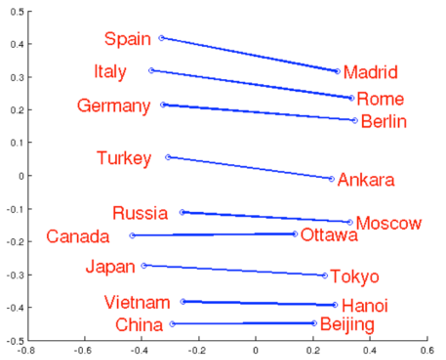 0.5
0.4
Spain
Madrid
0.3
Italy
Rome
0.2
Germany
Berlin
0.1
Turkey
Ankara
0
-0.1
Russia
Moscow
-0.2
Canada
Ottawa
-0.3
Japan
Tokyo
-0.4
Vietnam
Hanoi
China
Beijing
-0.5
-0.8 -0.6 -0.4 -0.2 0 0.2 0.4 0.6